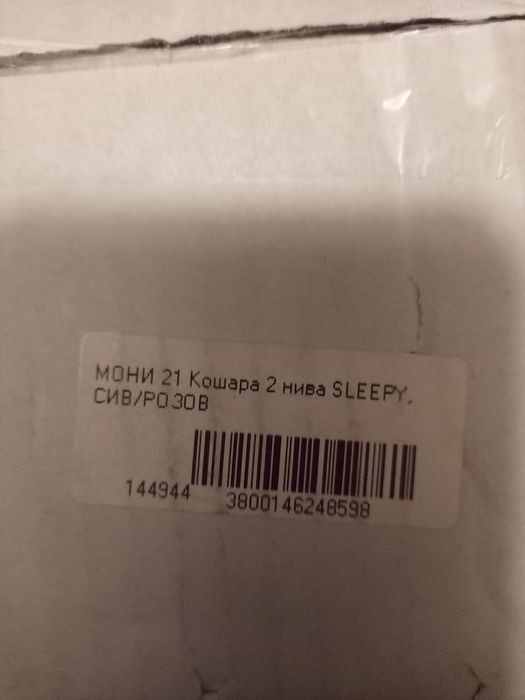 МОНИ 21 Кошара 2 нива SLEEPY,
СИВ/РОЗОВ
144944 3800146248598